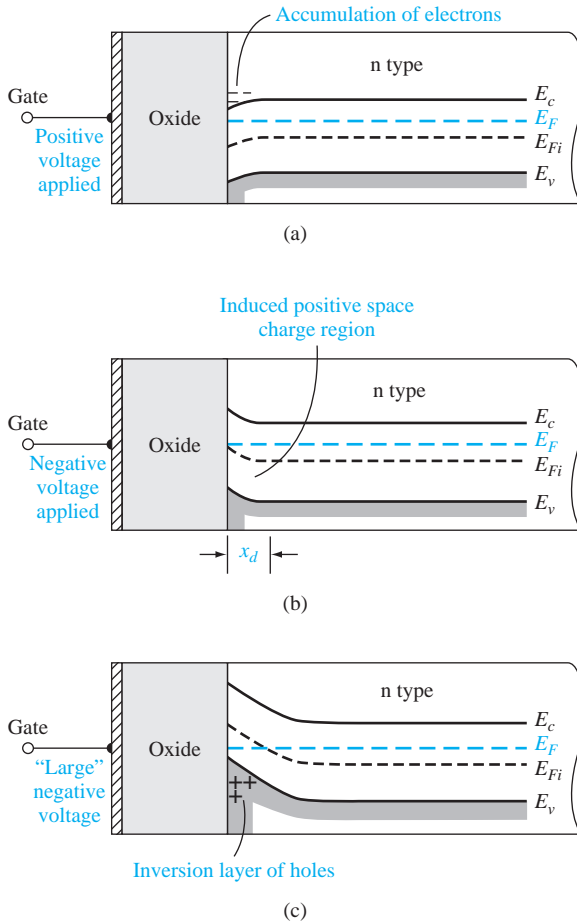 Accumulation of electrons
n type
Gate
Oxide
Positive
voltage
applied
E_c
E_F
E_Fi
E_v
(a)
Induced positive space
charge region
n type
Gate
Oxide
Negative
voltage
applied
E_c
E_F
E_Fi
E_v
x_d
(b)
n type
Gate
Oxide
“Large”
negative
voltage
E_c
E_F
E_Fi
E_v
++
+
Inversion layer of holes
(c)